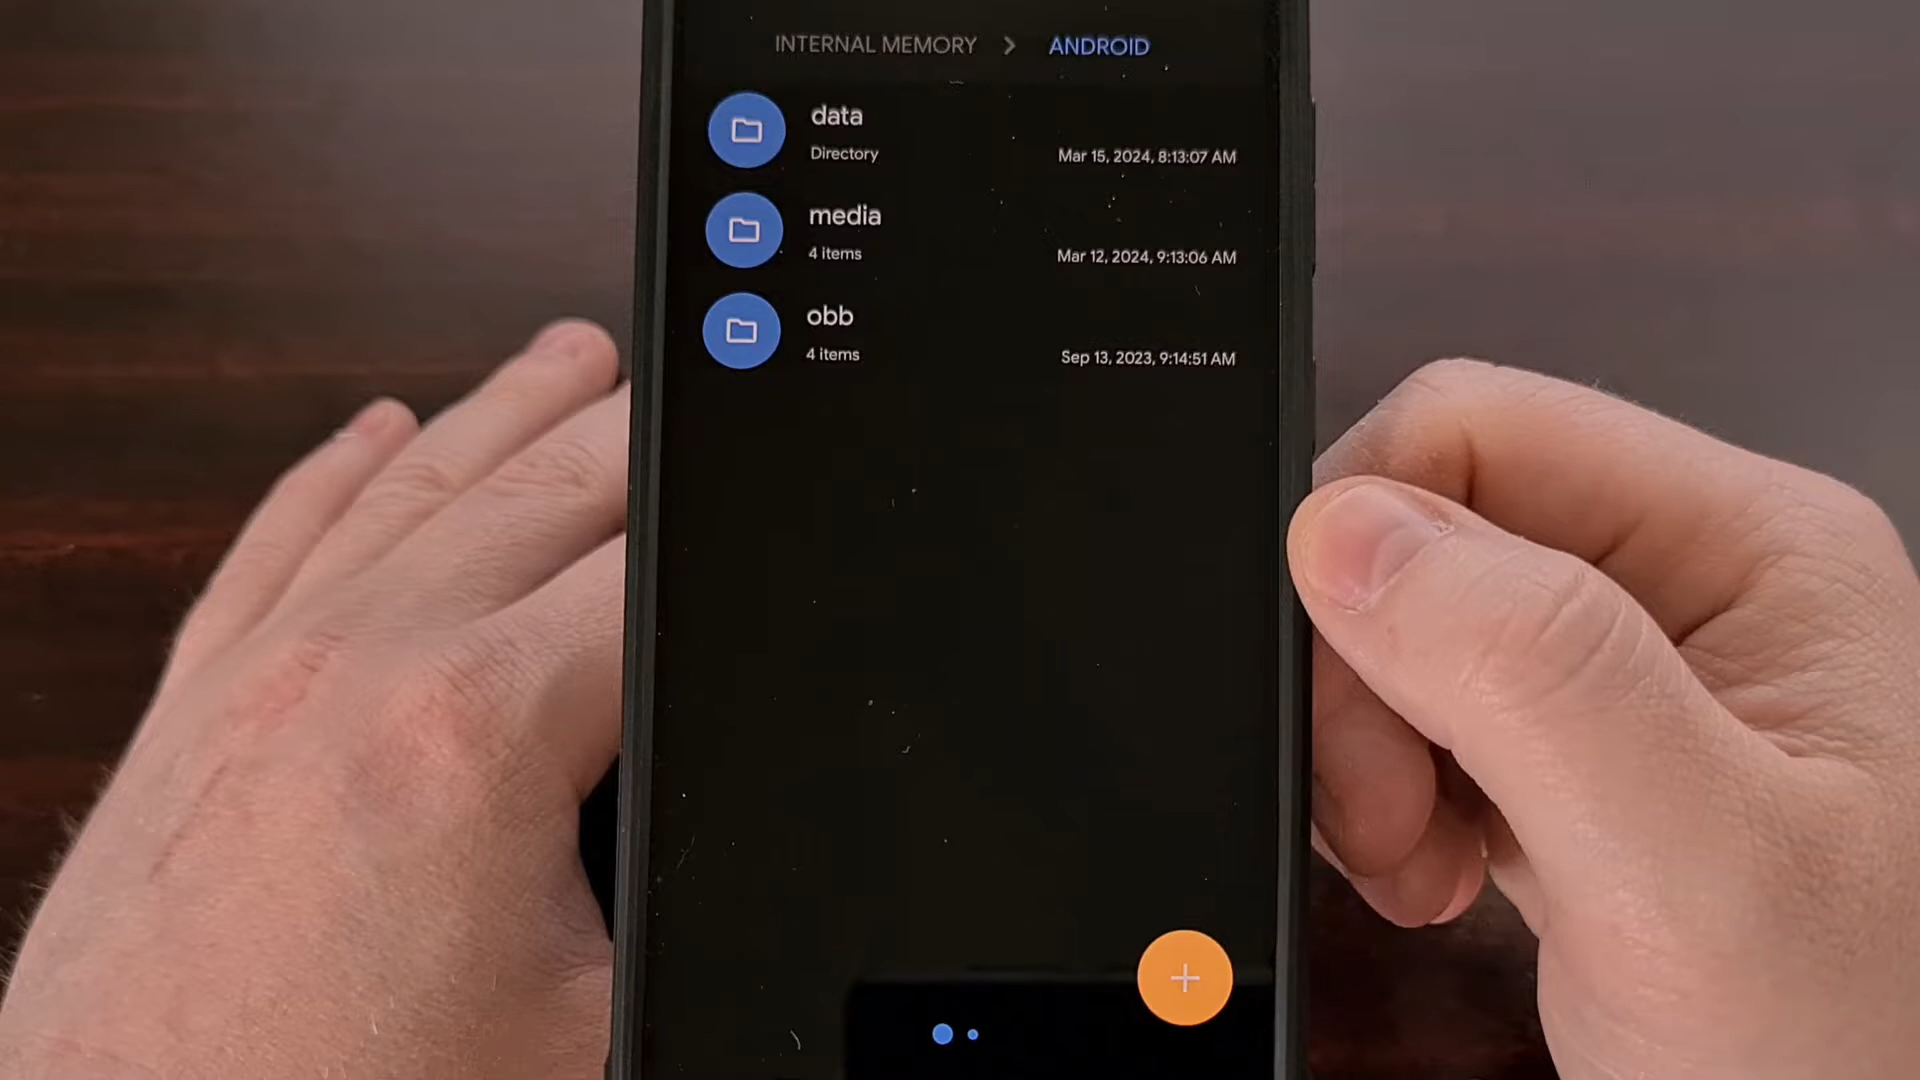 INTERNAL MEMORY > ANDROID
data
Directory
Mar 15, 2024, 8:13:07 AM
media
4 items
Mar 12, 2024, 9:13:06 AM
obb
4 items
Sep 13, 2023, 9:14:51 AM